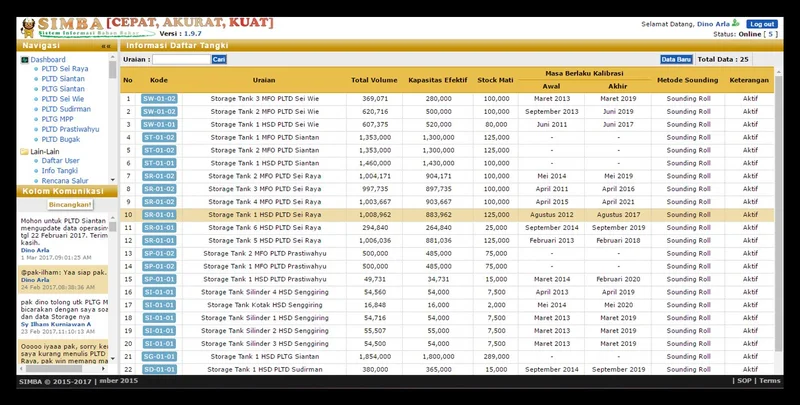 SIMBA [CEPAT, AKURAT, KUAT]
Sistem Informasi Bahan Bakar Versi : 1.9.7
Selamat Datang, Dino Arla Log out
Status: Online [ 5 ]
Navigasi ««
Dashboard
PLTD Sei Raya
PLTD Siantan
PLTG Siantan
PLTD Sei Wie
PLTD Sudirman
PLTG MPP
PLTD Prastiwahyu
PLTD Bugak
Lain-Lain
Daftar User
Info Tangki
Rencana Salur
Kolom Komunikasi
Bincangkan!
Mohon untuk PLTD Siantan
mengupdate data operasin
tgl 22 Februari 2017. Terim
kasih.
Dino Arla
1 Mar 2017,09:01:25 AM
@pak-ilham: Yaa siap pak.
Dino Arla
24 Feb 2017,08:38:36 AM
pak dino tolong utk PLTG M
bicarakan dengan saya soa
dan data Storage nya
Sy Ilham Kurniawan A
23 Feb 2017,11:10:13 AM
Ooooo iyaaa pak, sorry ker
saya kurang menulis PLTD
Raya. pak win memang ma
Informasi Daftar Tangki
Uraian : Cari Data Baru Total Data : 25
No Kode Uraian Total Volume Kapasitas Efektif Stock Mati Masa Berlaku Kalibrasi Metode Sounding Keterangan
Awal Akhir
1 SW-01-02 Storage Tank 3 MFO PLTD Sei Wie 369,071 280,000 100,000 Maret 2013 Maret 2019 Sounding Roll Aktif
2 SW-01-02 Storage Tank 2 MFO PLTD Sei Wie 620,716 500,000 100,000 September 2013 Juni 2019 Sounding Roll Aktif
3 SW-01-01 Storage Tank 1 HSD PLTD Sei Wie 607,375 520,000 80,000 Juni 2011 Juni 2017 Sounding Roll Aktif
4 ST-01-02 Storage Tank 1 MFO PLTD Siantan 1,353,000 1,300,000 125,000 - - Sounding Roll Aktif
5 ST-01-02 Storage Tank 2 MFO PLTD Siantan 1,353,000 1,300,000 125,000 - - Sounding Roll Aktif
6 ST-01-01 Storage Tank 1 HSD PLTD Siantan 1,460,000 1,430,000 100,000 - - Sounding Roll Aktif
7 SR-01-02 Storage Tank 2 MFO PLTD Sei Raya 1,004,171 904,171 100,000 Mei 2014 Mei 2019 Sounding Roll Aktif
8 SR-01-02 Storage Tank 3 MFO PLTD Sei Raya 997,735 897,735 100,000 April 2011 April 2016 Sounding Roll Aktif
9 SR-01-02 Storage Tank 4 MFO PLTD Sei Raya 1,003,667 903,667 100,000 April 2015 April 2021 Sounding Roll Aktif
10 SR-01-01 Storage Tank 1 HSD PLTD Sei Raya 1,008,962 883,962 125,000 Agustus 2012 Agustus 2017 Sounding Roll Aktif
11 SR-01-01 Storage Tank 5 HSD PLTD Sei Raya 294,840 264,840 25,000 September 2014 September 2019 Sounding Roll Aktif
12 SR-01-01 Storage Tank 6 HSD PLTD Sei Raya 1,006,036 881,036 125,000 Februari 2013 Februari 2018 Sounding Roll Aktif
13 SP-01-02 Storage Tank 2 MFO PLTD Prastiwahyu 500,000 485,000 75,000 - - Sounding Roll Aktif
14 SP-01-02 Storage Tank 1 MFO PLTD Prastiwahyu 500,000 485,000 75,000 - - Sounding Roll Aktif
15 SP-01-01 Storage Tank 1 HSD PLTD Prastiwahyu 49,731 34,731 15,000 Maret 2014 Februari 2020 Sounding Roll Aktif
16 SI-01-01 Storage Tank Silinder 4 HSD Senggiring 54,560 54,000 7,500 April 2013 April 2019 Sounding Roll Aktif
17 SI-01-01 Storage Tank Kotak HSD Senggiring 16,848 16,000 2,000 Mei 2014 Mei 2020 Sounding Roll Aktif
18 SI-01-01 Storage Tank Silinder 1 HSD Senggiring 54,716 54,000 7,500 Maret 2014 Maret 2019 Sounding Roll Aktif
19 SI-01-01 Storage Tank Silinder 2 HSD Senggiring 55,507 55,000 7,500 Maret 2014 Maret 2019 Sounding Roll Aktif
20 SI-01-01 Storage Tank Silinder 3 HSD Senggiring 54,560 54,000 7,500 Maret 2014 Maret 2019 Sounding Roll Aktif
21 SG-01-01 Storage Tank 1 HSD PLTG Siantan 1,854,000 1,800,000 289,000 - - Sounding Roll Aktif
22 SD-01-01 Storage Tank 1 HSD PLTD Sudirman 380,000 365,000 15,000 September 2014 September 2019 Sounding Roll Aktif
SIMBA © 2015-2017 | mber 2015 | SOP | Terms